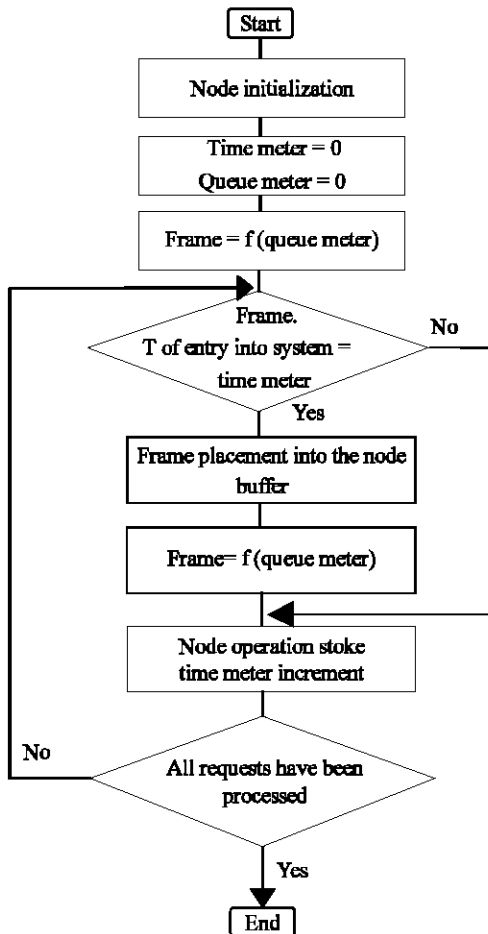 Start
Node initialization
Time meter = 0
Queue meter = 0
Frame = f (queue meter)
Frame.
T of entry into system =
time meter
No
Yes
Frame placement into the node
buffer
Frame= f (queue meter)
Node operation stoke
time meter increment
No
All requests have been
processed
Yes
End